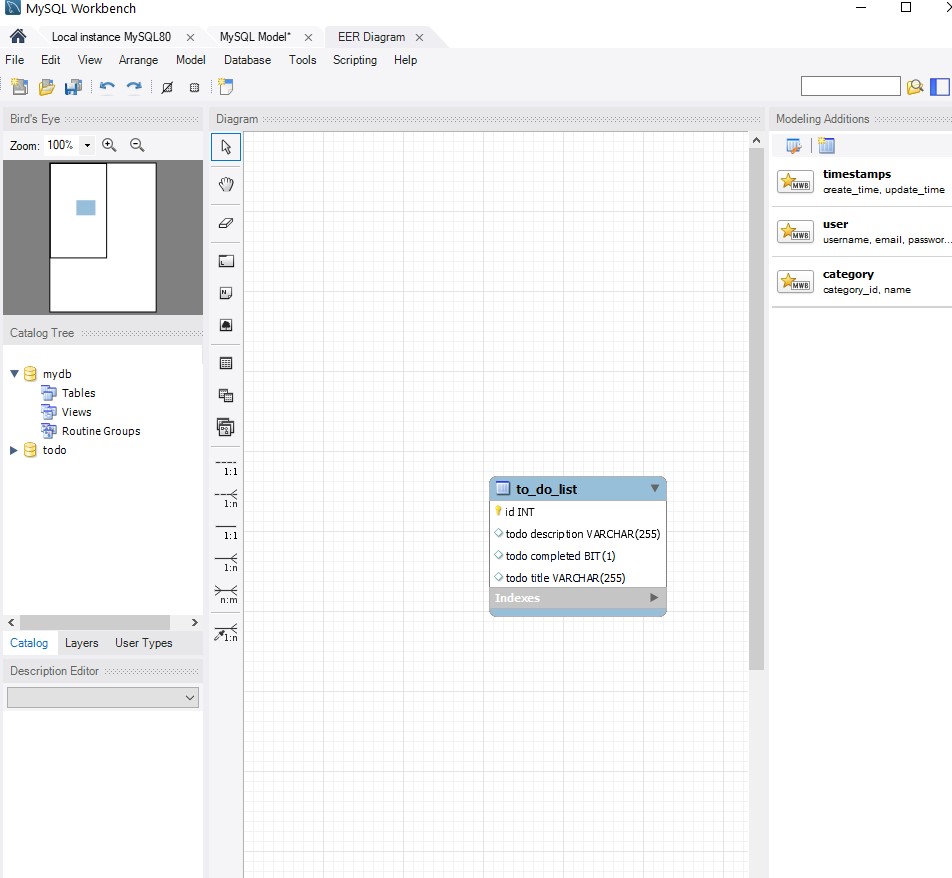 MySQL Workbench
Local instance MySQL80
MySQL Model*
EER Diagram
File Edit View Arrange Model Database Tools Scripting Help
Bird's Eye
Zoom: 100%
Catalog Tree
mydb
Tables
Views
Routine Groups
todo
Catalog Layers User Types
Description Editor
Diagram
1:1
1:n
1:1
1:n
n:m
1:n
to_do_list
id INT
todo description VARCHAR(255)
todo completed BIT(1)
todo title VARCHAR(255)
Indexes
Modeling Additions
MWB
timestamps
create_time, update_time
MWB
user
username, email, passwor...
MWB
category
category_id, name